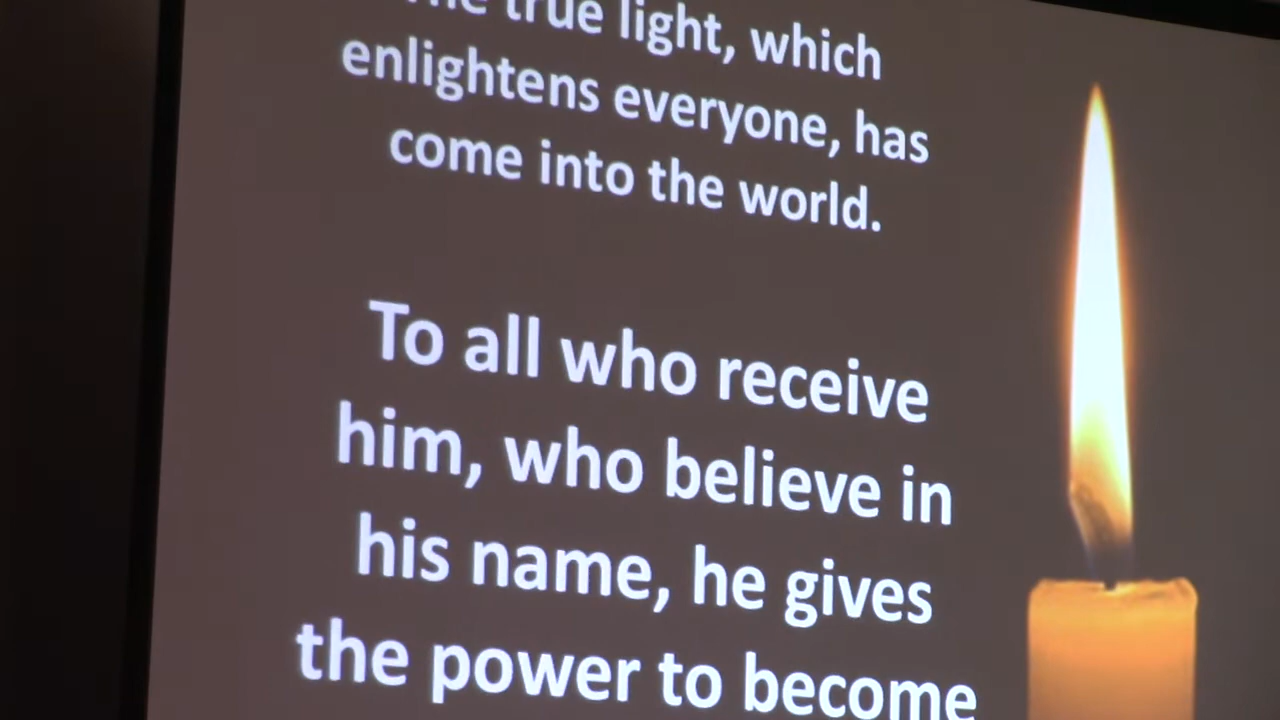 The true light, which
enlightens everyone, has
come into the world.
To all who receive
him, who believe in
his name, he gives
the power to become